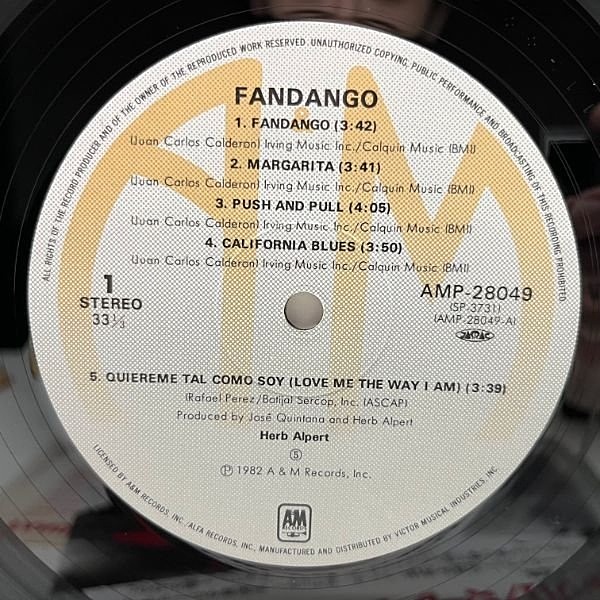 ALL RIGHTS OF THE RECORD PRODUCER AND OF THE OWNER OF THE REPRODUCED WORK RESERVED. UNAUTHORIZED COPYING, PUBLIC PERFORMANCE AND BROADCASTING OF THIS RECORDING PROHIBITED
FANDANGO
1. FANDANGO (3:42)
(Juan Carlos Calderon) Irving Music Inc./Calquin Music (BMI)
2. MARGARITA (3:41)
(Juan Carlos Calderon) Irving Music Inc./Calquin Music (BMI)
3. PUSH AND PULL (4:05)
(Juan Carlos Calderon) Irving Music Inc./Calquin Music (BMI)
4. CALIFORNIA BLUES (3:50)
(Juan Carlos Calderon) Irving Music Inc./Calquin Music (BMI)
1
STEREO
33⅓
AMP-28049
(SP-3731)
(AMP-28049-A)
JASRAC
5. QUIEREME TAL COMO SOY (LOVE ME THE WAY I AM) (3:39)
(Rafael Perez/Botija) Sercop, Inc. (ASCAP)
Produced by José Quintana and Herb Alpert
Herb Alpert
Ⓢ
Ⓟ 1982 A & M Records, Inc.
AM
RECORDS
LICENSED BY A&M RECORDS, INC., ALFA RECORDS, INC., MANUFACTURED AND DISTRIBUTED BY VICTOR MUSICAL INDUSTRIES, INC.